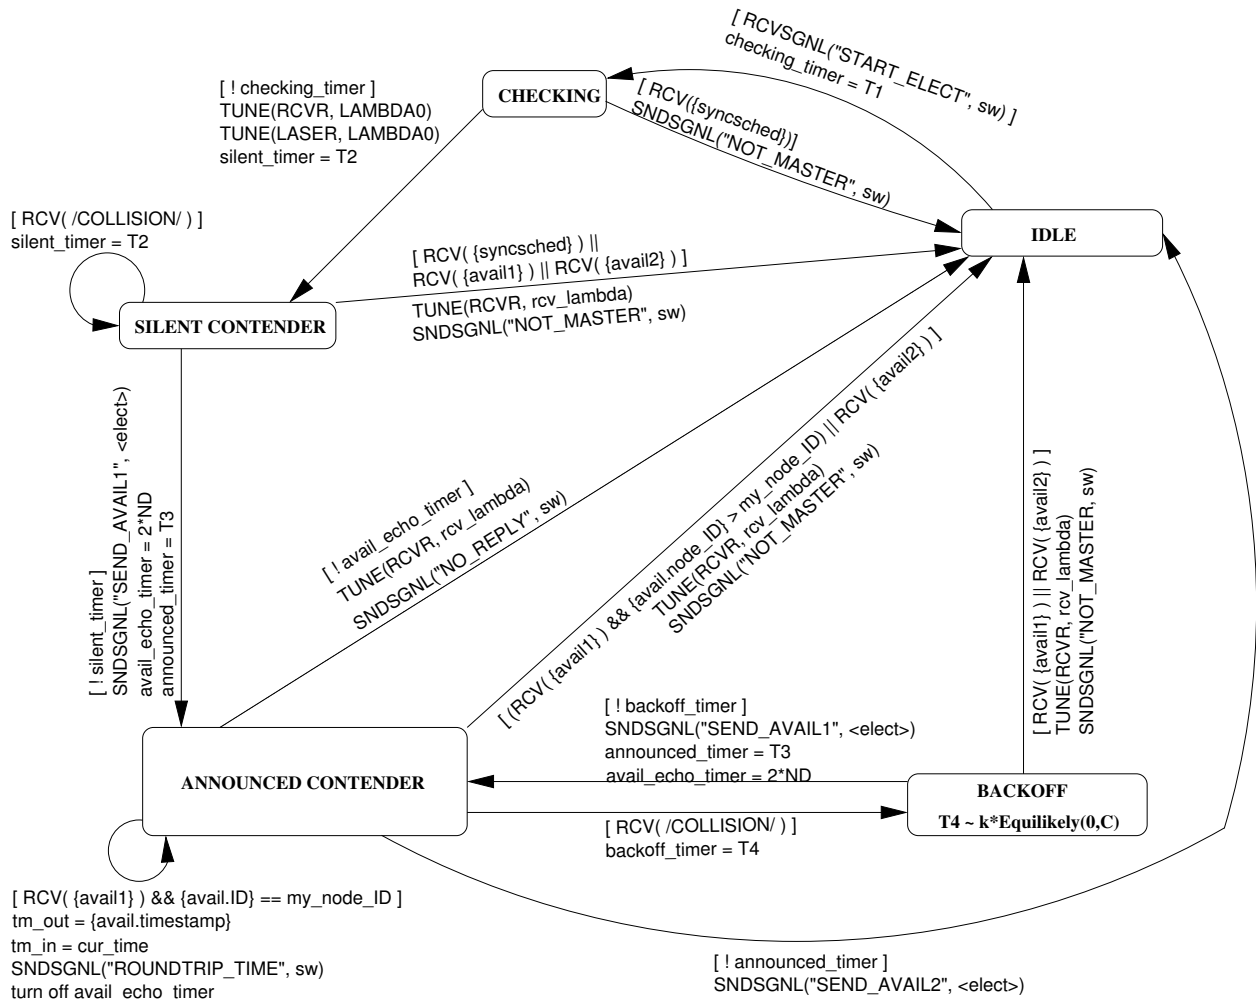 [ RCVSGNL("START_ELECT", sw) ]
checking_timer = T1
[ ! checking_timer ]
TUNE(RCVR, LAMBDA0)
TUNE(LASER, LAMBDA0)
silent_timer = T2
CHECKING
[ RCV({syncsched})]
SNDSGNL("NOT_MASTER", sw)
[ RCV( /COLLISION/ ) ]
silent_timer = T2
IDLE
[ RCV( {syncsched} ) ||
RCV( {avail1} ) || RCV( {avail2} ) ]
TUNE(RCVR, rcv_lambda)
SNDSGNL("NOT_MASTER", sw)
SILENT CONTENDER
[ ! silent_timer ]
SNDSGNL("SEND_AVAIL1", <elect>)
avail_echo_timer = 2*ND
announced_timer = T3
[ ! avail_echo_timer ]
TUNE(RCVR, rcv_lambda)
SNDSGNL("NO_REPLY", sw)
[ (RCV( {avail1} ) && {avail.node_ID} > my_node_ID) || RCV( {avail2} ) ]
TUNE(RCVR, rcv_lambda)
SNDSGNL("NOT_MASTER", sw)
[ RCV( {avail1} ) || RCV( {avail2} ) ]
TUNE(RCVR, rcv_lambda)
SNDSGNL("NOT_MASTER, sw)
[ ! backoff_timer ]
SNDSGNL("SEND_AVAIL1", <elect>)
announced_timer = T3
avail_echo_timer = 2*ND
ANNOUNCED CONTENDER
BACKOFF
T4 ~ k*Equilikely(0,C)
[ RCV( /COLLISION/ ) ]
backoff_timer = T4
[ RCV( {avail1} ) && {avail.ID} == my_node_ID ]
tm_out = {avail.timestamp}
tm_in = cur_time
SNDSGNL("ROUNDTRIP_TIME", sw)
turn off avail_echo_timer
[ ! announced_timer ]
SNDSGNL("SEND_AVAIL2", <elect>)